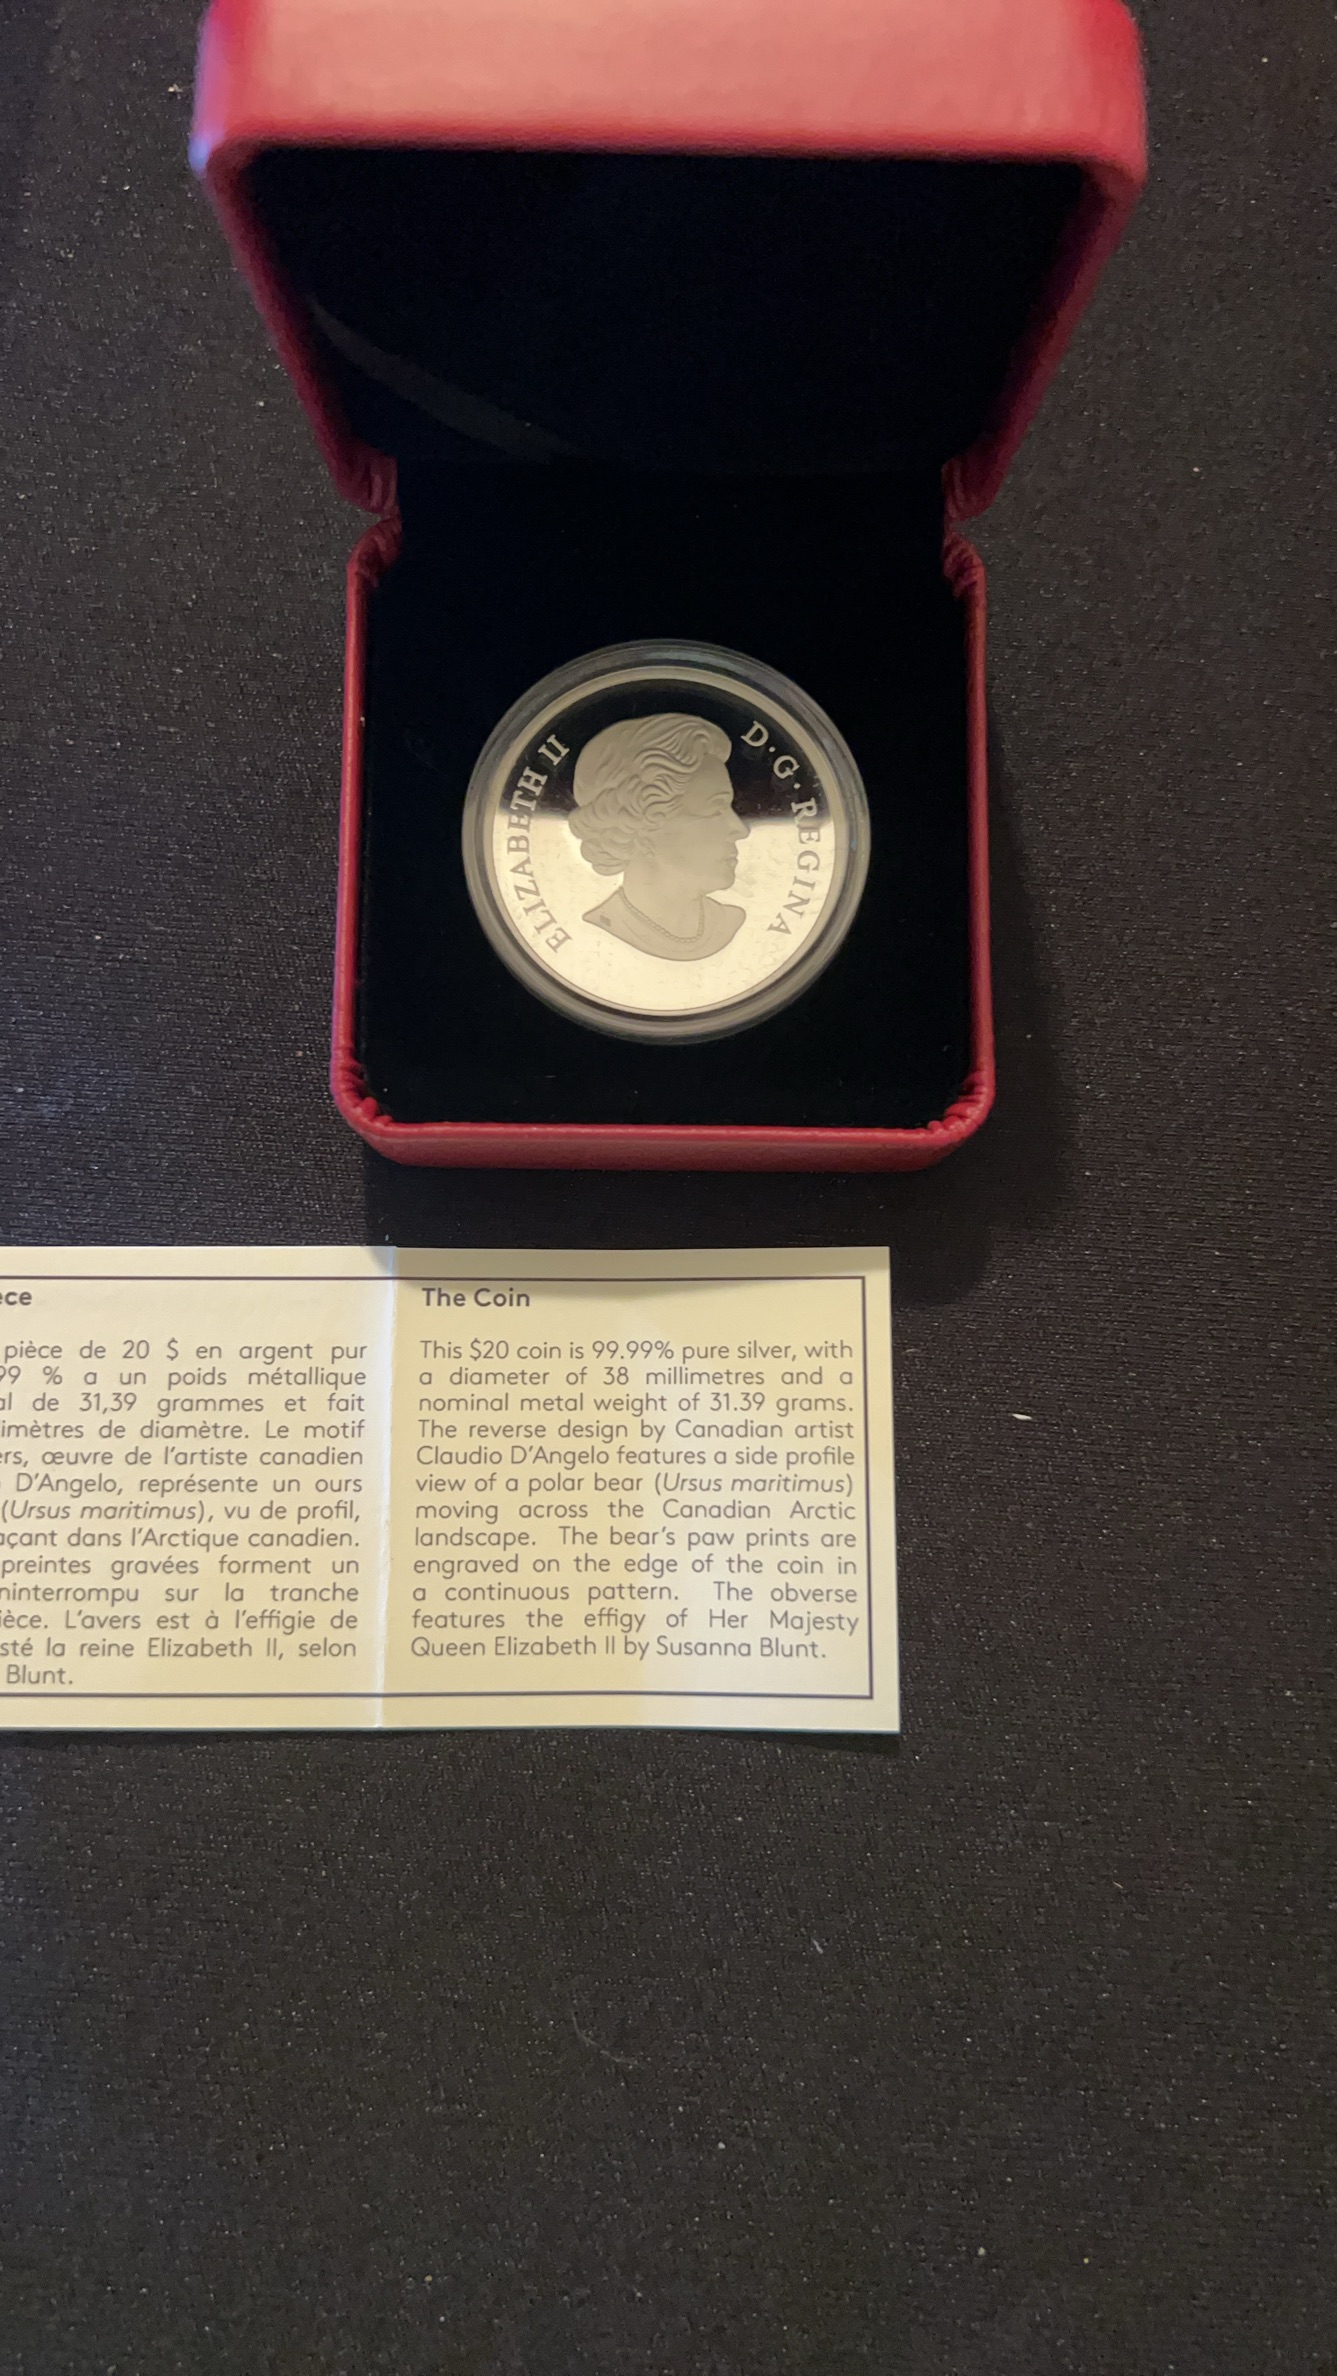 ELIZABETH II
D·G·REGINA
ece
pièce de 20 $ en argent pur
99 % a un poids métallique
al de 31,39 grammes et fait
imètres de diamètre. Le motif
ers, œuvre de l'artiste canadien
D'Angelo, représente un ours
(Ursus maritimus), vu de profil,
açant dans l'Arctique canadien.
preintes gravées forment un
ninterrompu sur la tranche
ièce. L'avers est à l'effigie de
sté la reine Elizabeth II, selon
Blunt.
The Coin
This $20 coin is 99.99% pure silver, with
a diameter of 38 millimetres and a
nominal metal weight of 31.39 grams.
The reverse design by Canadian artist
Claudio D'Angelo features a side profile
view of a polar bear (Ursus maritimus)
moving across the Canadian Arctic
landscape. The bear's paw prints are
engraved on the edge of the coin in
a continuous pattern. The obverse
features the effigy of Her Majesty
Queen Elizabeth II by Susanna Blunt.